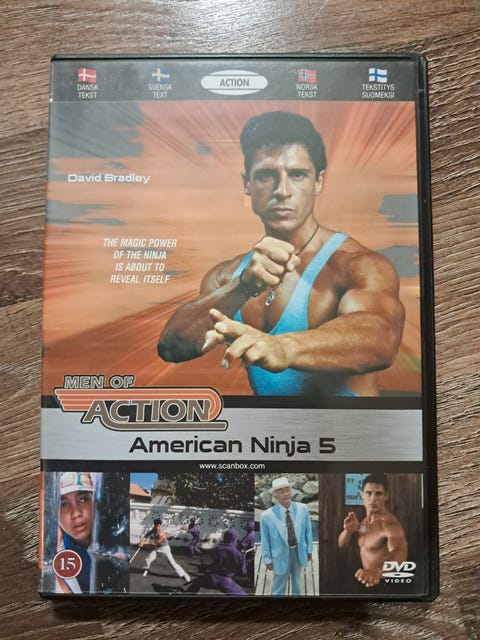 DANSK
TEKST
SVENSK
TEXT
ACTION
NORSK
TEKST
TEKSTITYS
SUOMEKSI
David Bradley
THE MAGIC POWER
OF THE NINJA
IS ABOUT TO
REVEAL ITSELF
MEN OF
ACTION
American Ninja 5
www.scanbox.com
15
DVD
VIDEO